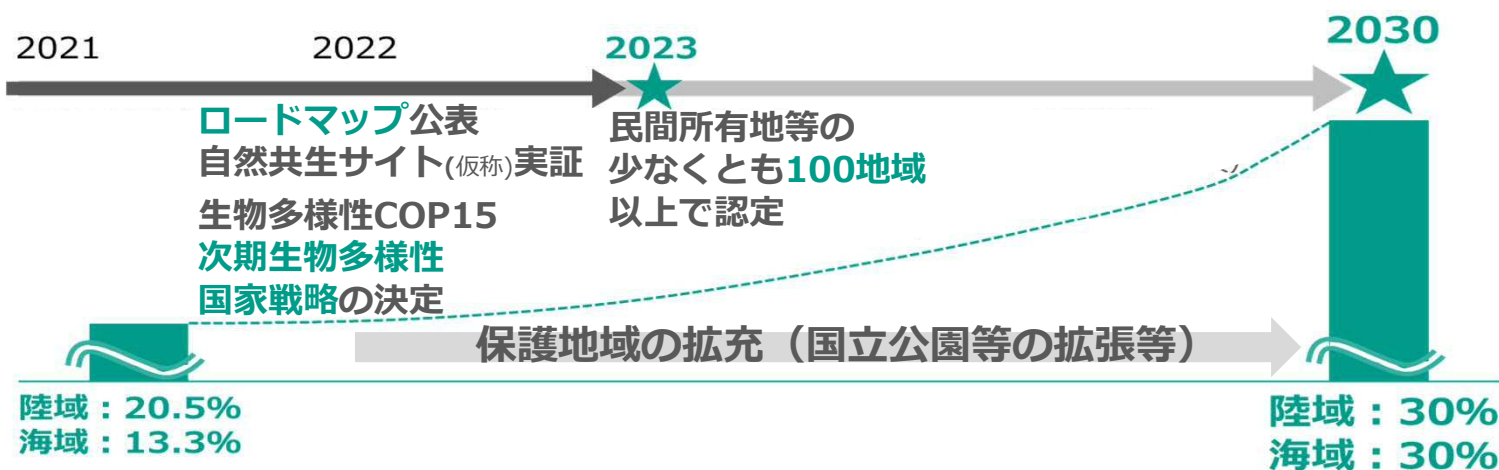 2021
2022
2023
2030
ロードマップ公表
自然共生サイト(仮称)実証
生物多様性COP15
次期生物多様性
国家戦略の決定
民間所有地等の
少なくとも100地域
以上で認定
保護地域の拡充（国立公園等の拡張等）
陸域：20.5%
海域：13.3%
陸域：30%
海域：30%